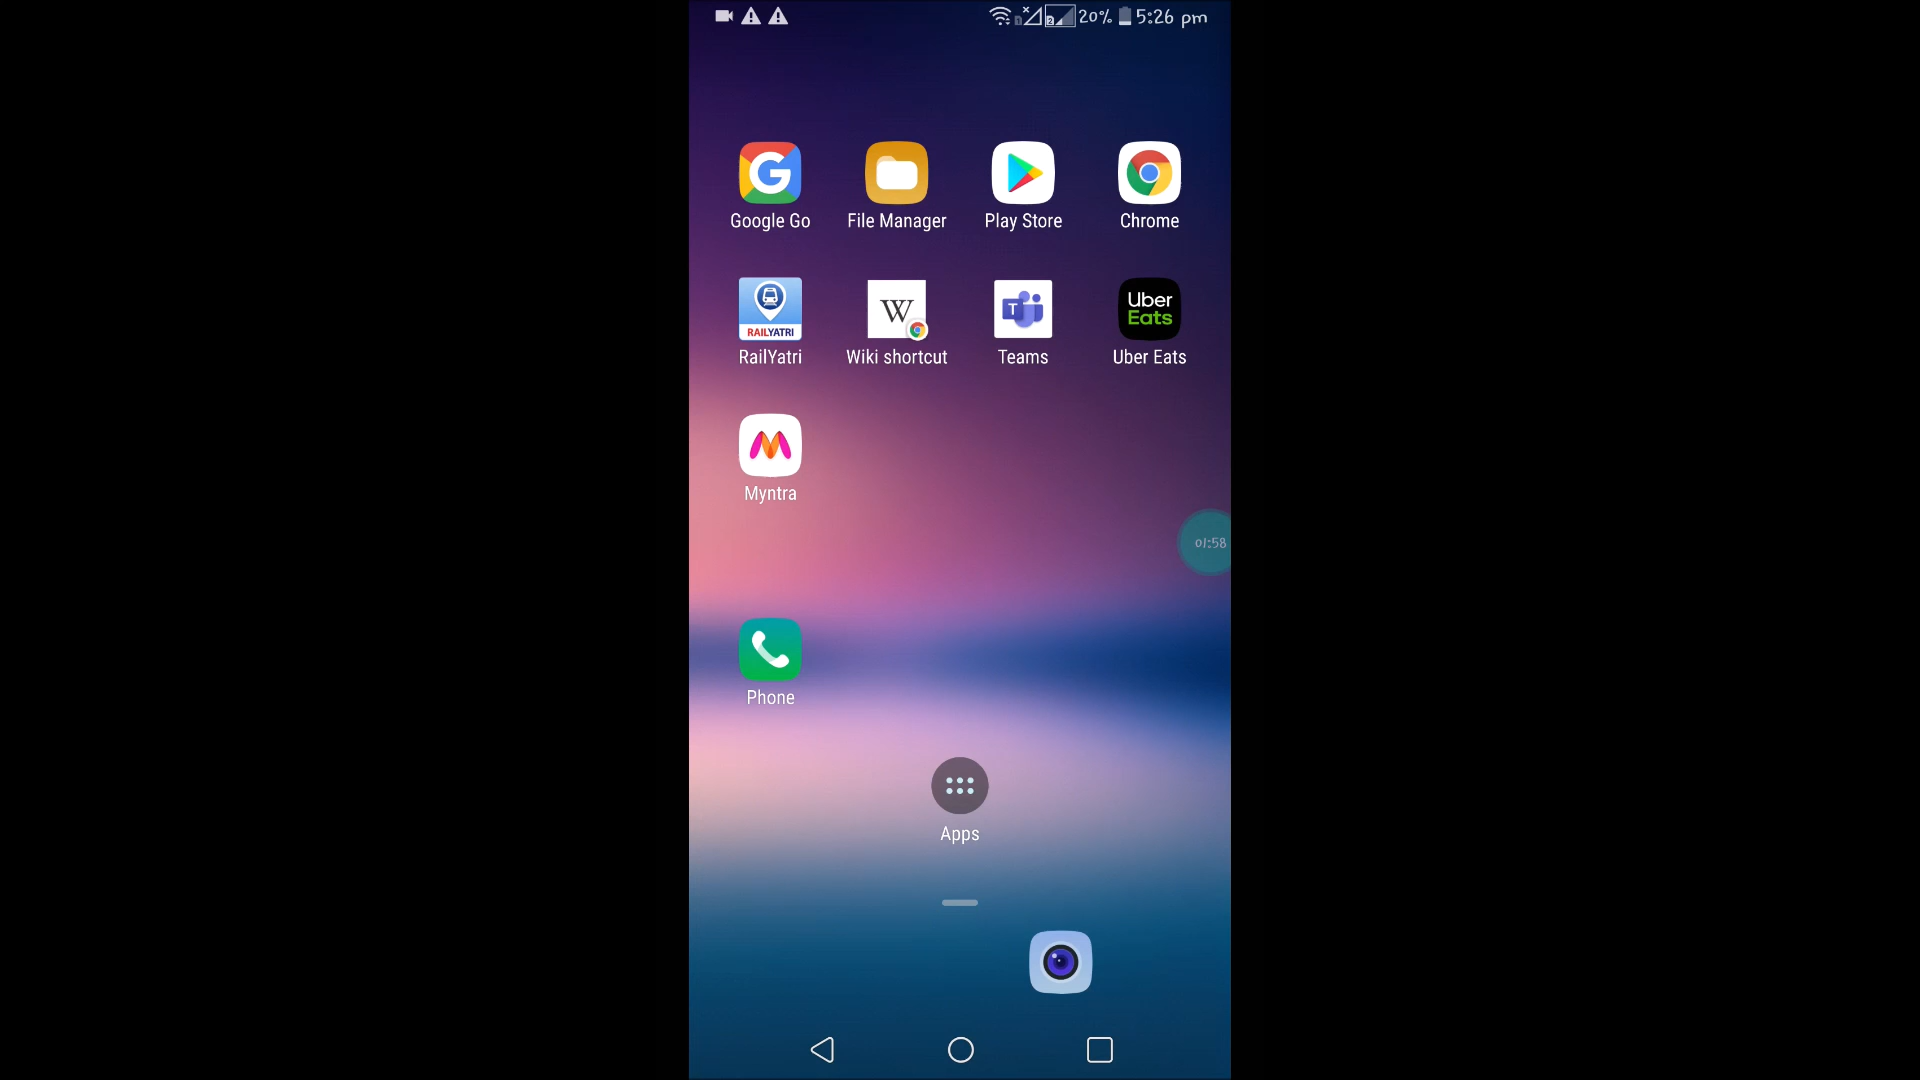 20% 5:26 pm
Google Go File Manager Play Store Chrome
RAILYATRI W T Uber
Eats
RailYatri Wiki shortcut Teams Uber Eats
Myntra
01:58
Phone
Apps